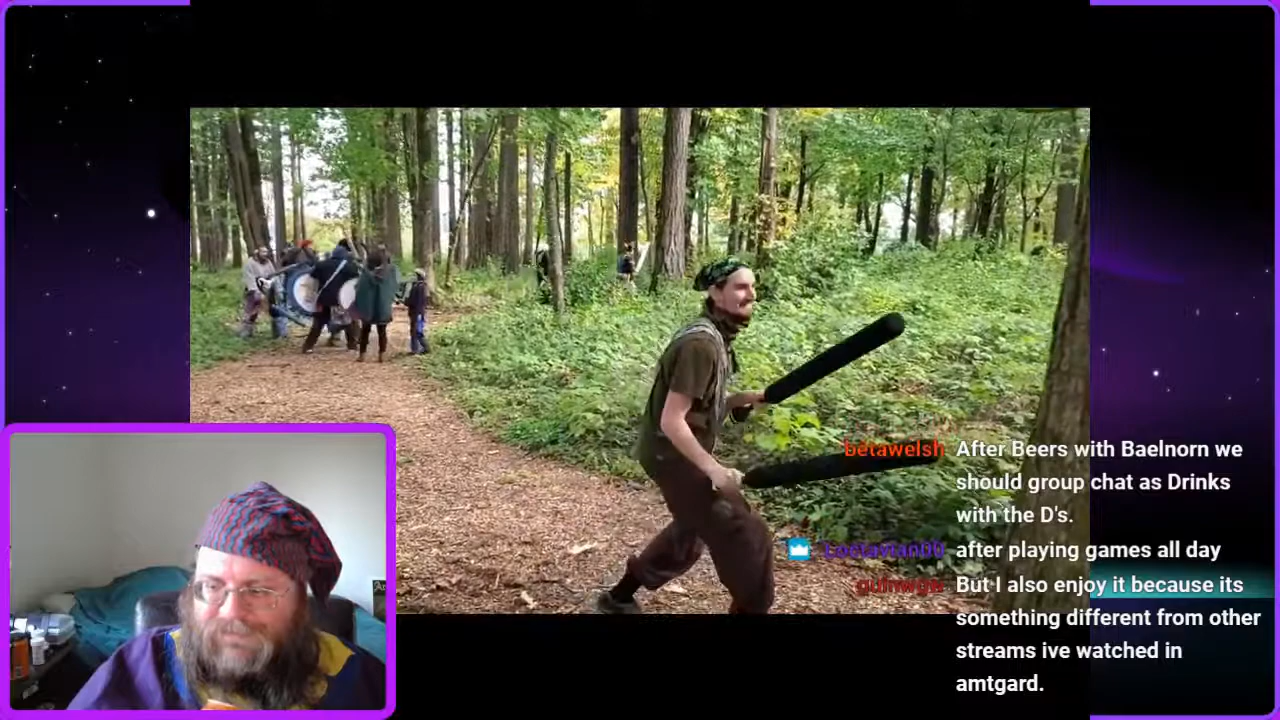 betawelsh After Beers with Baelnorn we
should group chat as Drinks
with the D's.
after playing games all day
But I also enjoy it because its
something different from other
streams ive watched in
amtgard.